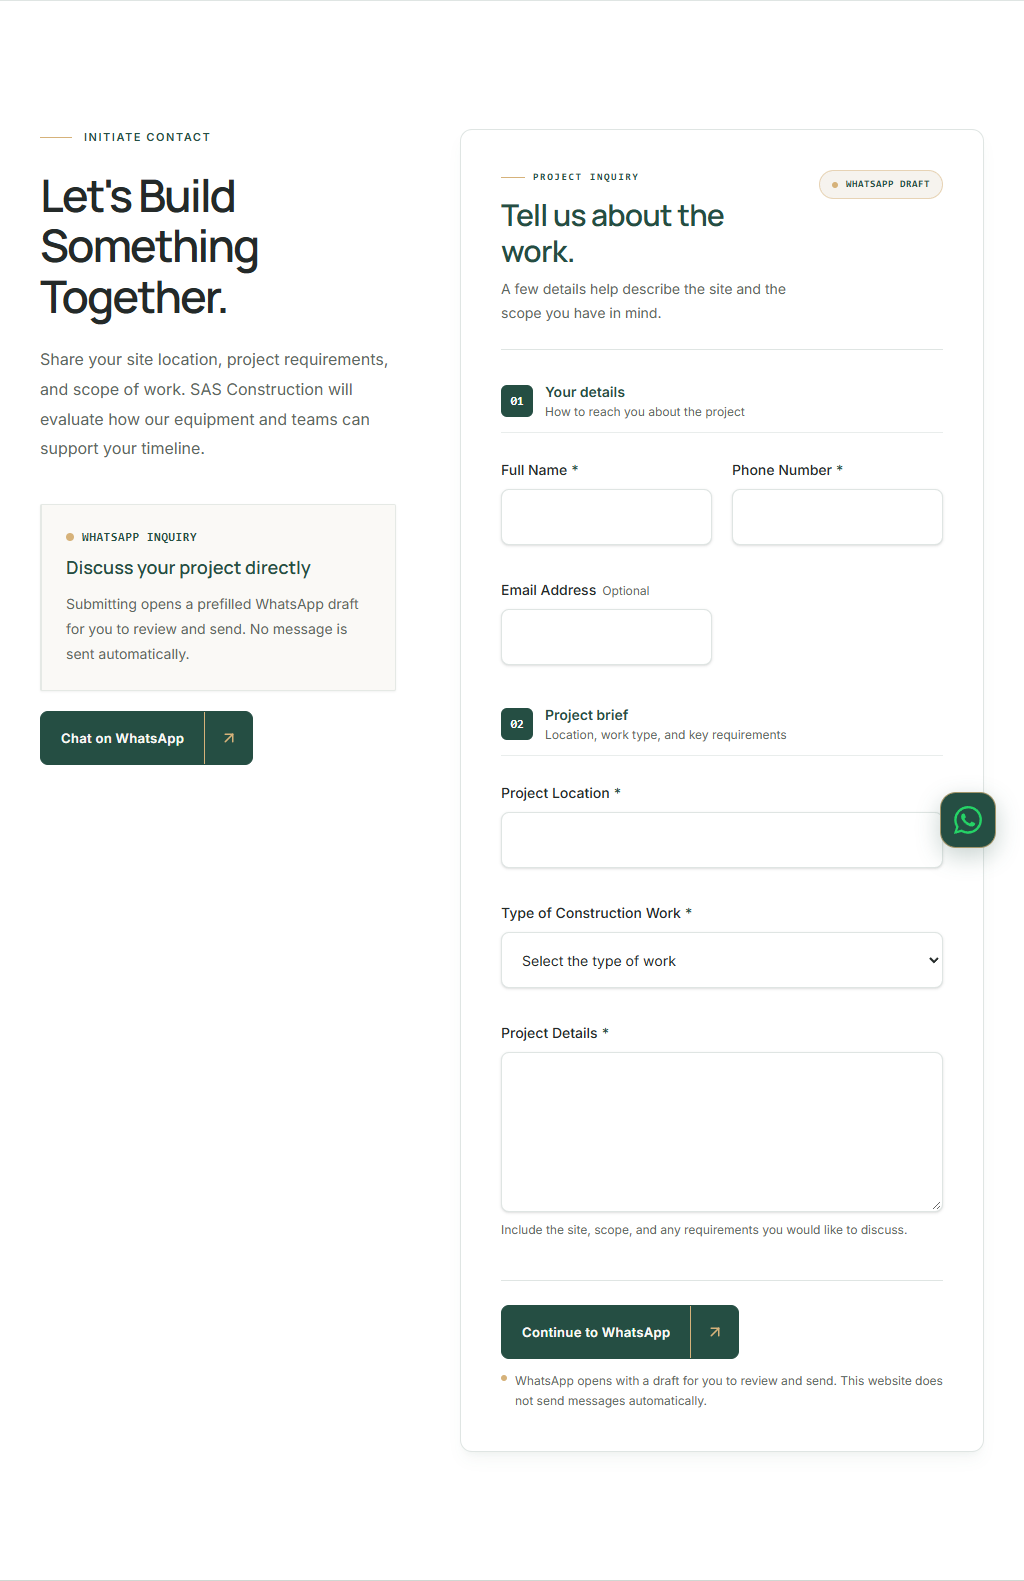 INITIATE CONTACT
Let's Build
Something
Together.
Share your site location, project requirements,
and scope of work. SAS Construction will
evaluate how our equipment and teams can
support your timeline.
WHATSAPP INQUIRY
Discuss your project directly
Submitting opens a prefilled WhatsApp draft
for you to review and send. No message is
sent automatically.
Chat on WhatsApp
PROJECT INQUIRY
WHATSAPP DRAFT
Tell us about the
work.
A few details help describe the site and the
scope you have in mind.
01
Your details
How to reach you about the project
Full Name *
Phone Number *
Email Address Optional
02
Project brief
Location, work type, and key requirements
Project Location *
Type of Construction Work *
Select the type of work
Project Details *
Include the site, scope, and any requirements you would like to discuss.
Continue to WhatsApp
WhatsApp opens with a draft for you to review and send. This website does
not send messages automatically.